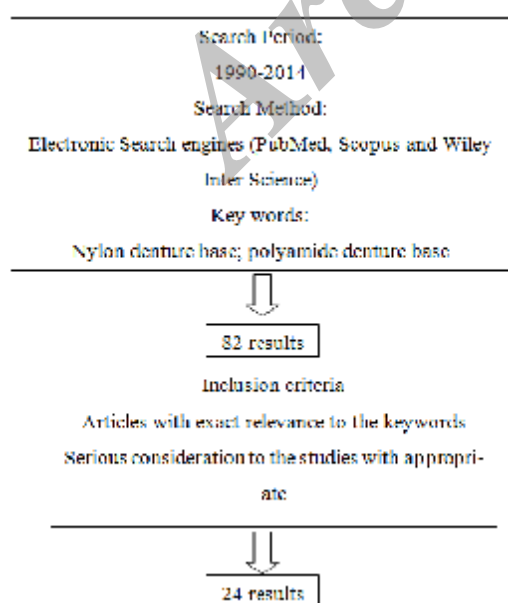 Search Period:
1990-2014
Search Method:
Electronic Search engines (PubMed, Scopus and Wiley
Inter Science)
Key words:
Nylon denture base; polyamide denture base
82 results
Inclusion criteria
Articles with exact relevance to the keywords
Serious consideration to the studies with appropri-
ate
24 results